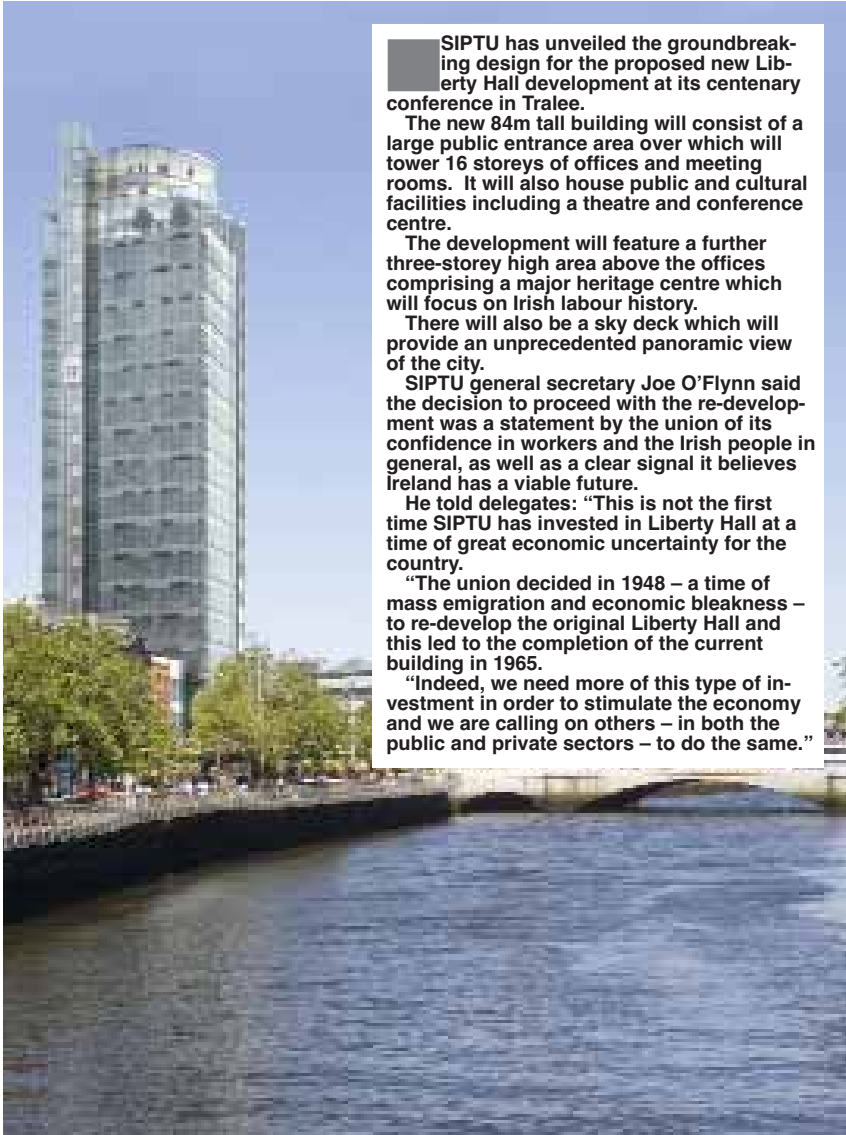 SIPTU has unveiled the groundbreak-
ing design for the proposed new Lib-
erty Hall development at its centenary
conference in Tralee.
The new 84m tall building will consist of a
large public entrance area over which will
tower 16 storeys of offices and meeting
rooms.  It will also house public and cultural
facilities including a theatre and conference
centre.
The development will feature a further
three-storey high area above the offices
comprising a major heritage centre which
will focus on Irish labour history.
There will also be a sky deck which will
provide an unprecedented panoramic view
of the city.
SIPTU general secretary Joe O’Flynn said
the decision to proceed with the re-develop-
ment was a statement by the union of its
confidence in workers and the Irish people in
general, as well as a clear signal it believes
Ireland has a viable future.
He told delegates: “This is not the first
time SIPTU has invested in Liberty Hall at a
time of great economic uncertainty for the
country.
“The union decided in 1948 – a time of
mass emigration and economic bleakness –
to re-develop the original Liberty Hall and
this led to the completion of the current
building in 1965.
“Indeed, we need more of this type of in-
vestment in order to stimulate the economy
and we are calling on others – in both the
public and private sectors – to do the same.”